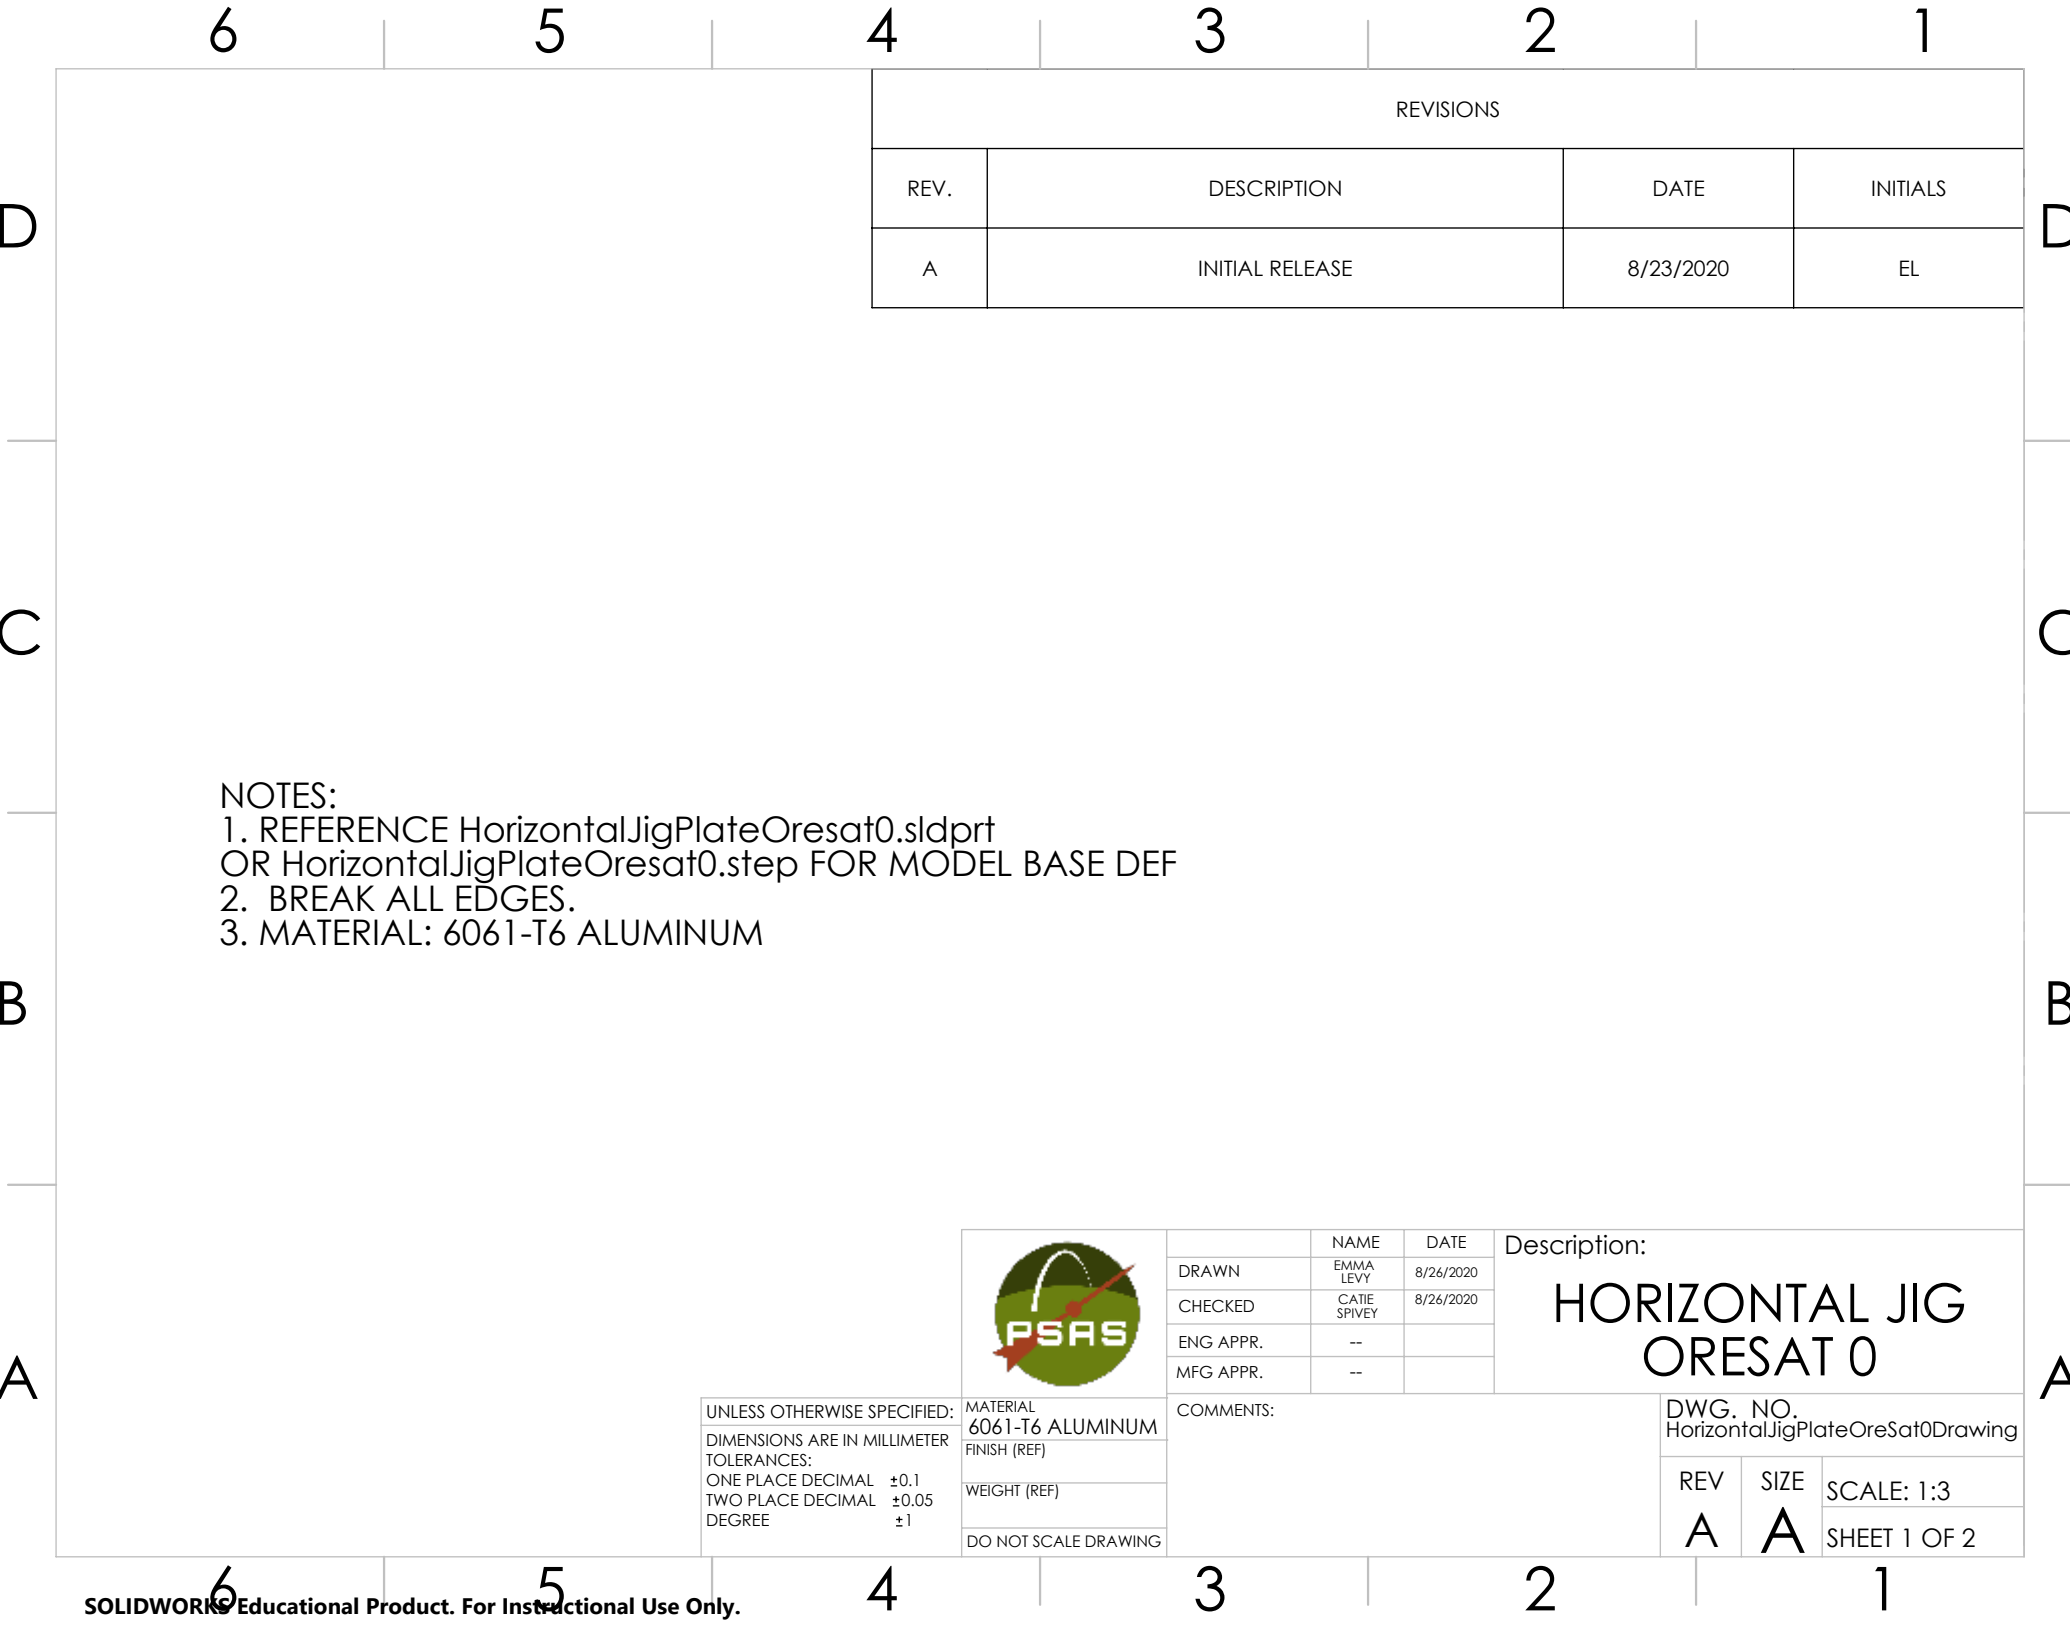 6 5 4 3 2 1
REVISIONS
REV. DESCRIPTION DATE INITIALS
A INITIAL RELEASE 8/23/2020 EL
D D
C C
NOTES:
1. REFERENCE HorizontalJigPlateOresat0.sldprt
OR HorizontalJigPlateOresat0.step FOR MODEL BASE DEF
2. BREAK ALL EDGES.
3. MATERIAL: 6061-T6 ALUMINUM
B B
A A
PSAS
NAME DATE
DRAWN EMMA LEVY 8/26/2020
CHECKED CATIE SPIVEY 8/26/2020
ENG APPR. --
MFG APPR. --
Description:
HORIZONTAL JIG
ORESAT 0
UNLESS OTHERWISE SPECIFIED:
DIMENSIONS ARE IN MILLIMETER
TOLERANCES:
ONE PLACE DECIMAL ±0.1
TWO PLACE DECIMAL ±0.05
DEGREE ±1
MATERIAL
6061-T6 ALUMINUM
FINISH (REF)
WEIGHT (REF)
DO NOT SCALE DRAWING
COMMENTS:
DWG. NO.
HorizontalJigPlateOreSat0Drawing
REV
A
SIZE
A
SCALE: 1:3
SHEET 1 OF 2
6 5 4 3 2 1
SOLIDWORKS Educational Product. For Instructional Use Only.